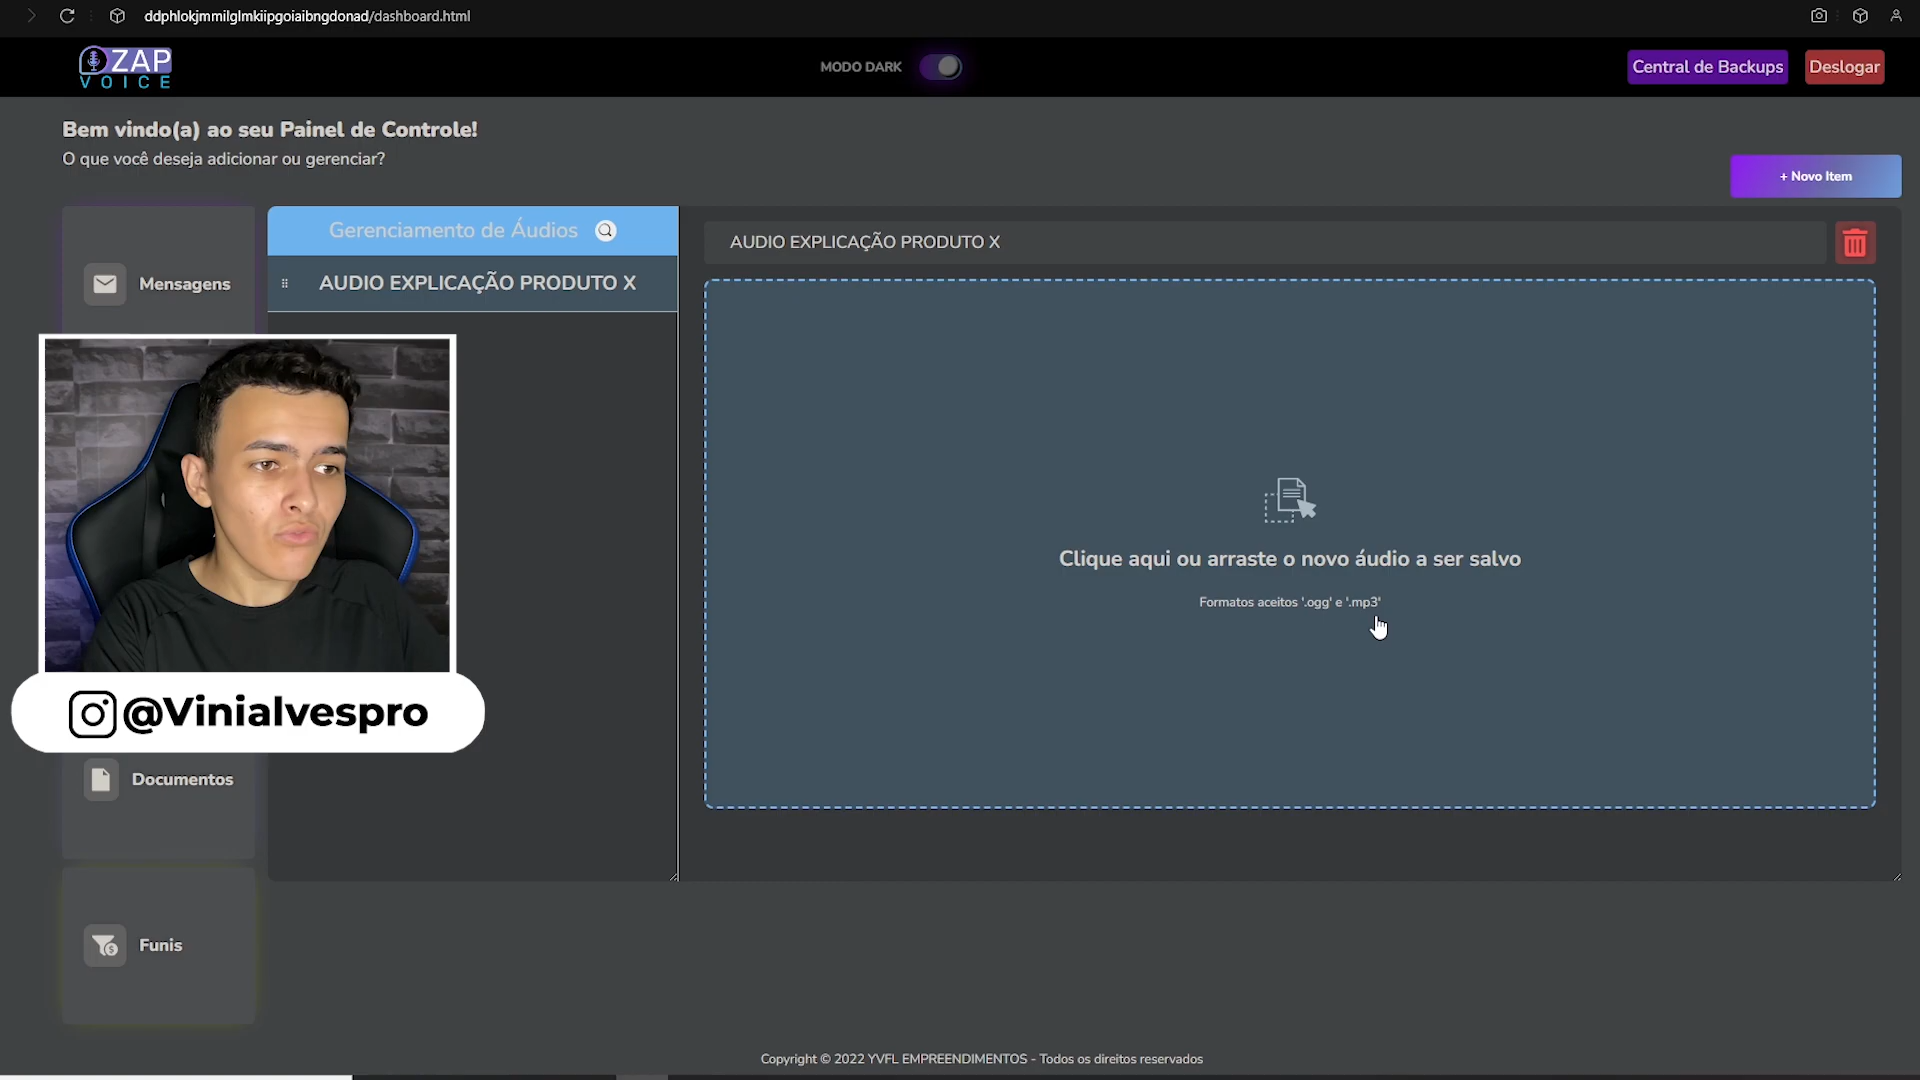 ddphlokjmmilglmkiipgoiaibngdonad/dashboard.html
ZAP
VOICE
MODO DARK
Central de Backups
Deslogar
Bem vindo(a) ao seu Painel de Controle!
O que você deseja adicionar ou gerenciar?
+ Novo Item
Mensagens
Gerenciamento de Áudios
AUDIO EXPLICAÇÃO PRODUTO X
AUDIO EXPLICAÇÃO PRODUTO X
Clique aqui ou arraste o novo áudio a ser salvo
Formatos aceitos '.ogg' e '.mp3'
@Vinialvespro
Documentos
Funis
Copyright © 2022 YVFL EMPREENDIMENTOS - Todos os direitos reservados